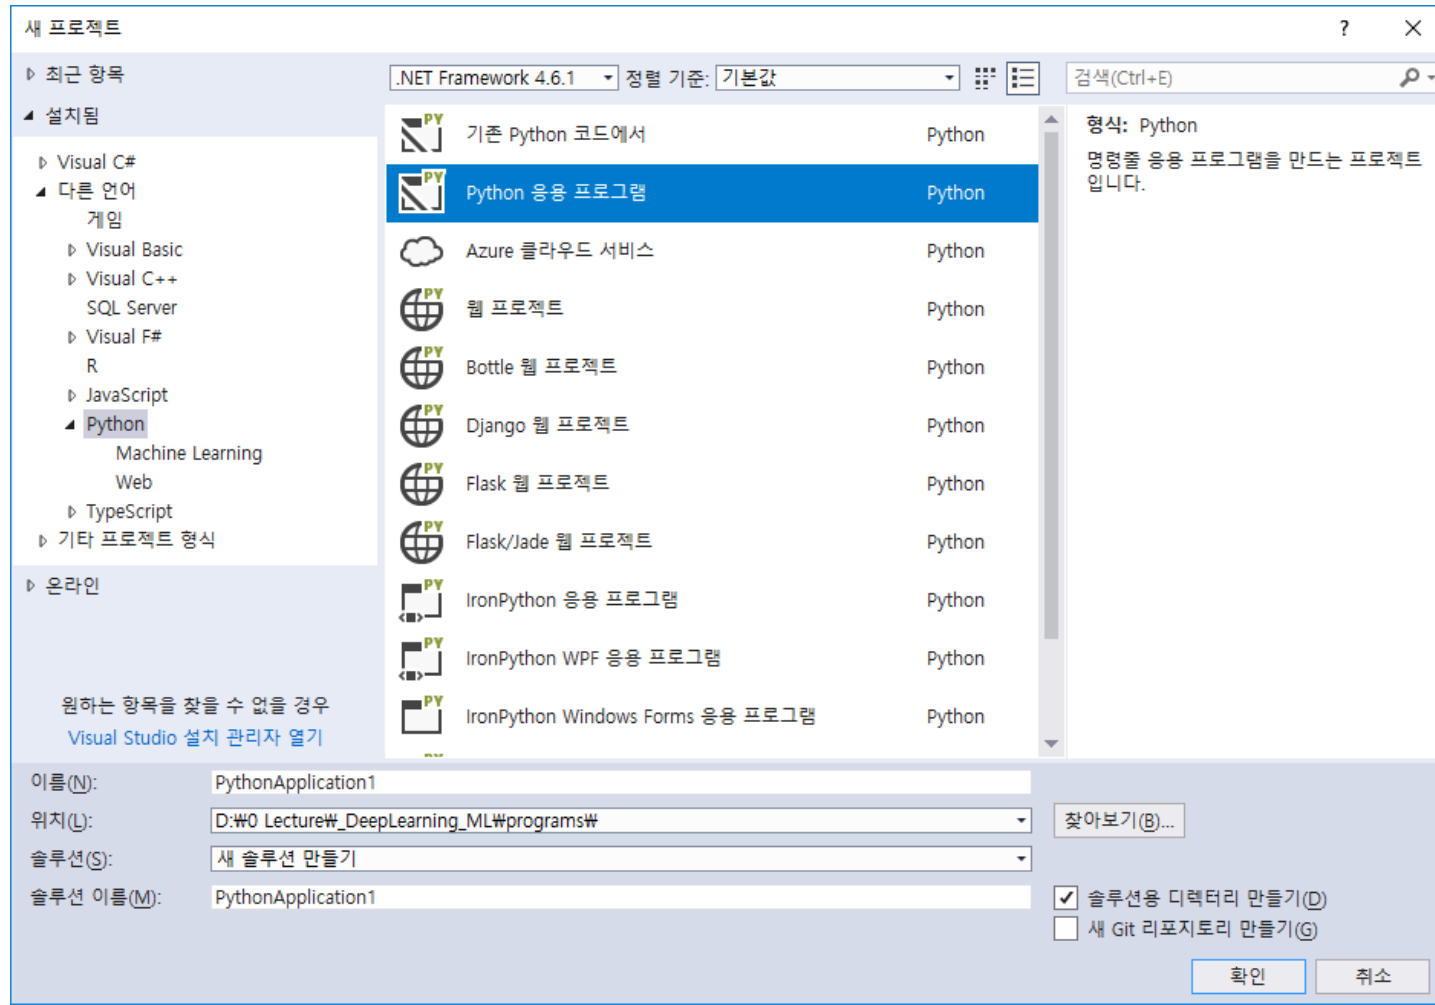 새 프로젝트
?
최근 항목
.NET Framework 4.6.1
정렬 기준: 기본값
검색(Ctrl+E)
설치됨
Visual C#
다른 언어
게임
Visual Basic
Visual C++
SQL Server
Visual F#
R
JavaScript
Python
Machine Learning
Web
TypeScript
기타 프로젝트 형식
온라인
원하는 항목을 찾을 수 없을 경우
Visual Studio 설치 관리자 열기
PY 기존 Python 코드에서 Python
PY Python 응용 프로그램 Python
Azure 클라우드 서비스 Python
PY 웹 프로젝트 Python
PY Bottle 웹 프로젝트 Python
PY Django 웹 프로젝트 Python
PY Flask 웹 프로젝트 Python
PY Flask/Jade 웹 프로젝트 Python
PY IronPython 응용 프로그램 Python
PY IronPython WPF 응용 프로그램 Python
PY IronPython Windows Forms 응용 프로그램 Python
형식: Python
명령줄 응용 프로그램을 만드는 프로젝트
입니다.
이름(N): PythonApplication1
위치(L): D:₩0 Lecture₩_DeepLearning_ML₩programs₩
찾아보기(B)...
솔루션(S): 새 솔루션 만들기
솔루션 이름(M): PythonApplication1
솔루션용 디렉터리 만들기(D)
새 Git 리포지토리 만들기(G)
확인
취소